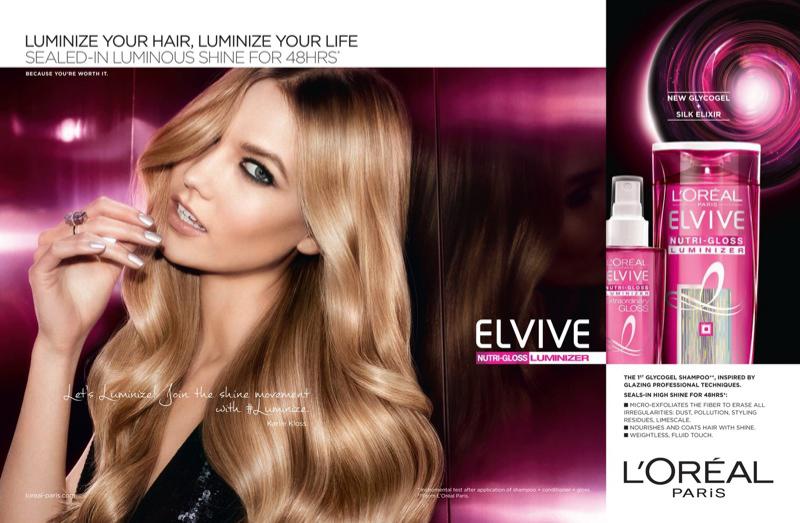 LUMINIZE YOUR HAIR, LUMINIZE YOUR LIFE
SEALED-IN LUMINOUS SHINE FOR 48HRS*
BECAUSE YOU'RE WORTH IT.
Let's Luminize! Join the shine movement
with #Luminize.
Karlie Kloss.
loreal-paris.com
ELVIVE
NUTRI-GLOSS LUMINIZER
*Instrumental test after application of shampoo + conditioner + gloss.
L'Oréal Paris.
NEW GLYCOGEL
+
SILK ELIXIR
L'ORÉAL
PARIS
ELVIVE
NUTRI-GLOSS
LUMINIZER
L'ORÉAL
ELVIVE
NUTRI-GLOSS
LUMINIZER
GLOSS
THE 1ST GLYCOGEL SHAMPOO**, INSPIRED BY
GLAZING PROFESSIONAL TECHNIQUES.
SEALS-IN HIGH SHINE FOR 48HRS*:
■ MICRO-EXFOLIATES THE FIBER TO ERASE ALL
IRREGULARITIES: DUST, POLLUTION, STYLING
RESIDUES, LIMESCALE.
■ NOURISHES AND COATS HAIR WITH SHINE.
■ WEIGHTLESS, FLUID TOUCH.
L'ORÉAL
PARIS